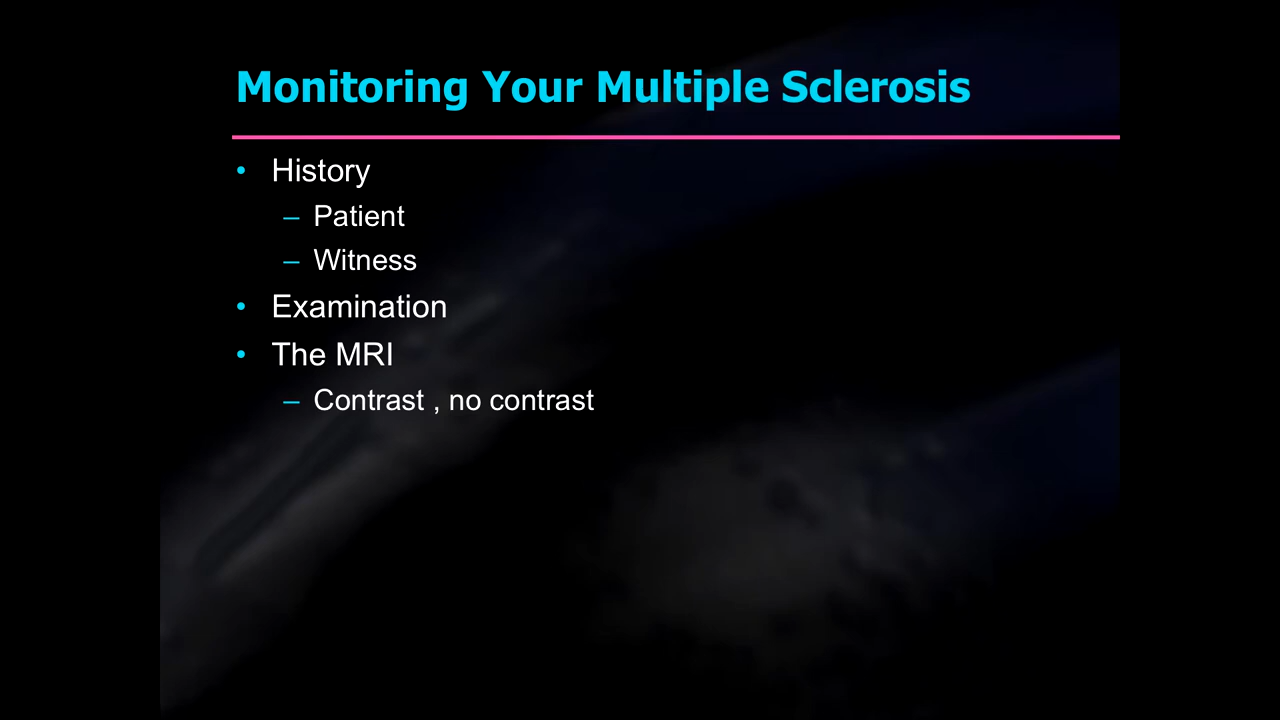 Monitoring Your Multiple Sclerosis
• History
– Patient
– Witness
• Examination
• The MRI
– Contrast , no contrast